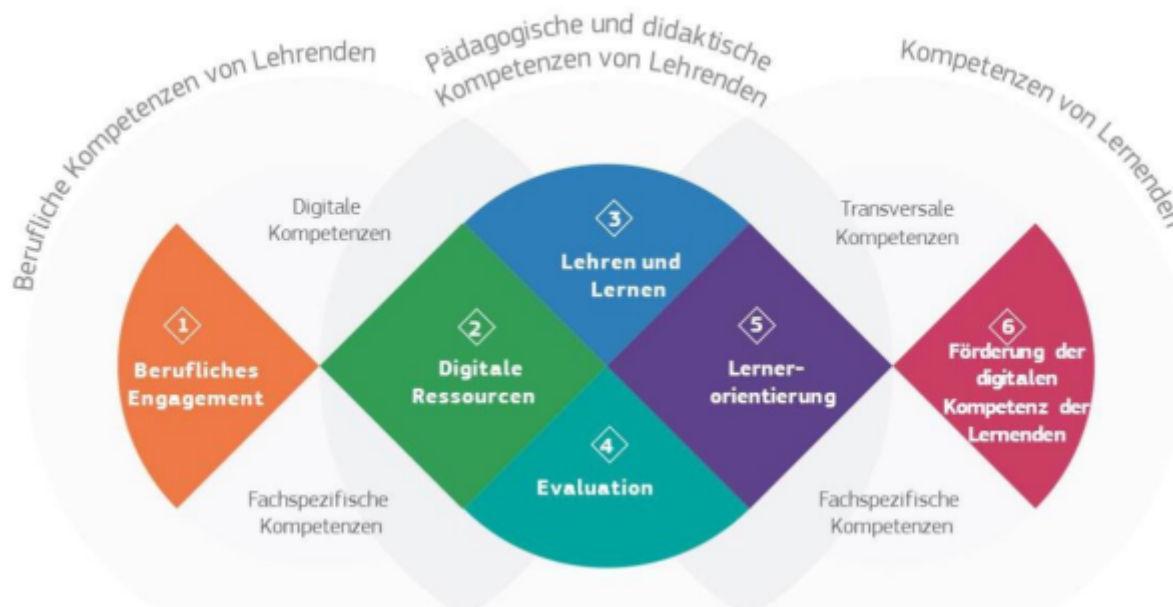 Berufliche Kompetenzen von Lehrenden
Pädagogische und didaktische
Kompetenzen von Lehrenden
Kompetenzen von Lernenden
Digitale
Kompetenzen
Transversale
Kompetenzen
1
Berufliches
Engagement
2
Digitale
Ressourcen
3
Lehren und
Lernen
4
Evaluation
5
Lerner-
orientierung
6
Förderung der
digitalen
Kompetenz der
Lernenden
Fachspezifische
Kompetenzen
Fachspezifische
Kompetenzen